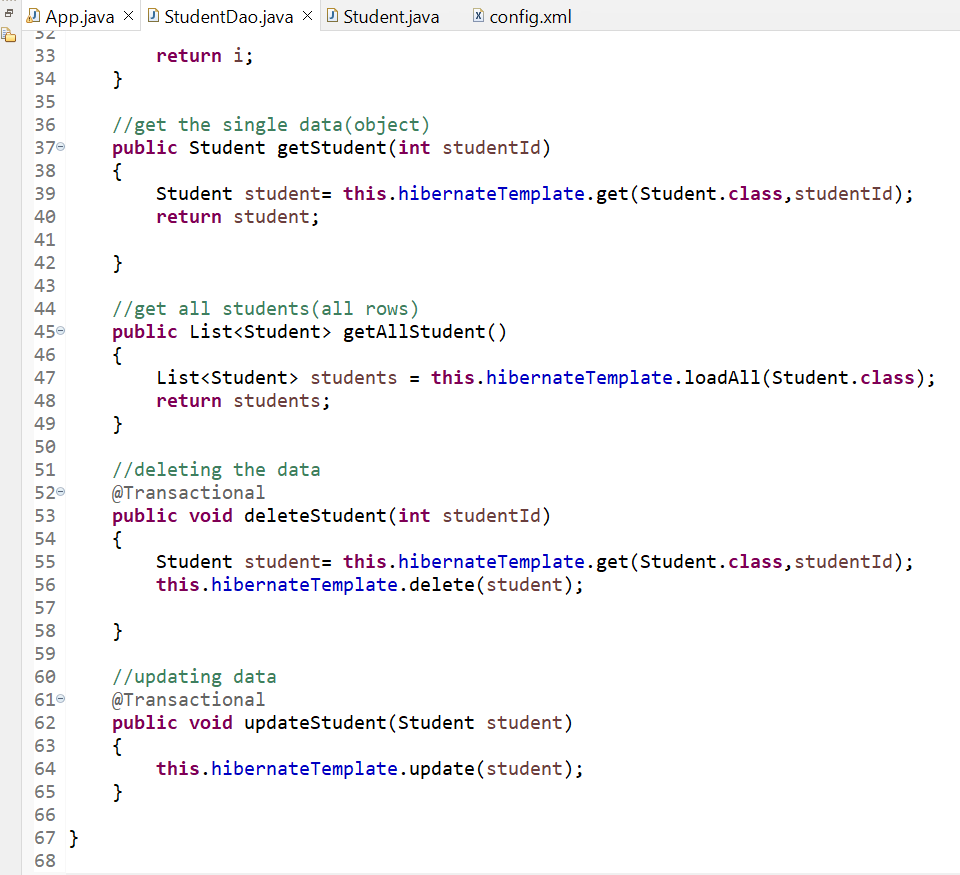 App.java StudentDao.java Student.java config.xml
32
33 return i;
34 }
35
36 //get the single data(object)
37 public Student getStudent(int studentId)
38 {
39 Student student= this.hibernateTemplate.get(Student.class,studentId);
40 return student;
41
42 }
43
44 //get all students(all rows)
45 public List<Student> getAllStudent()
46 {
47 List<Student> students = this.hibernateTemplate.loadAll(Student.class);
48 return students;
49 }
50
51 //deleting the data
52 @Transactional
53 public void deleteStudent(int studentId)
54 {
55 Student student= this.hibernateTemplate.get(Student.class,studentId);
56 this.hibernateTemplate.delete(student);
57
58 }
59
60 //updating data
61 @Transactional
62 public void updateStudent(Student student)
63 {
64 this.hibernateTemplate.update(student);
65 }
66
67 }
68